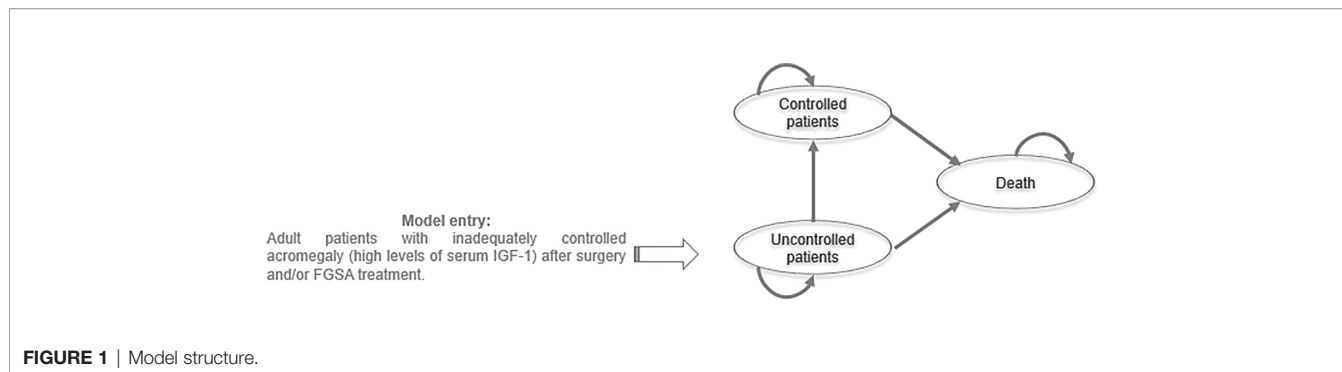 Controlled
patients
Death
Model entry:
Adult patients with inadequately controlled
acromegaly (high levels of serum IGF-1) after surgery
and/or FGSA treatment.
Uncontrolled
patients
FIGURE 1 | Model structure.